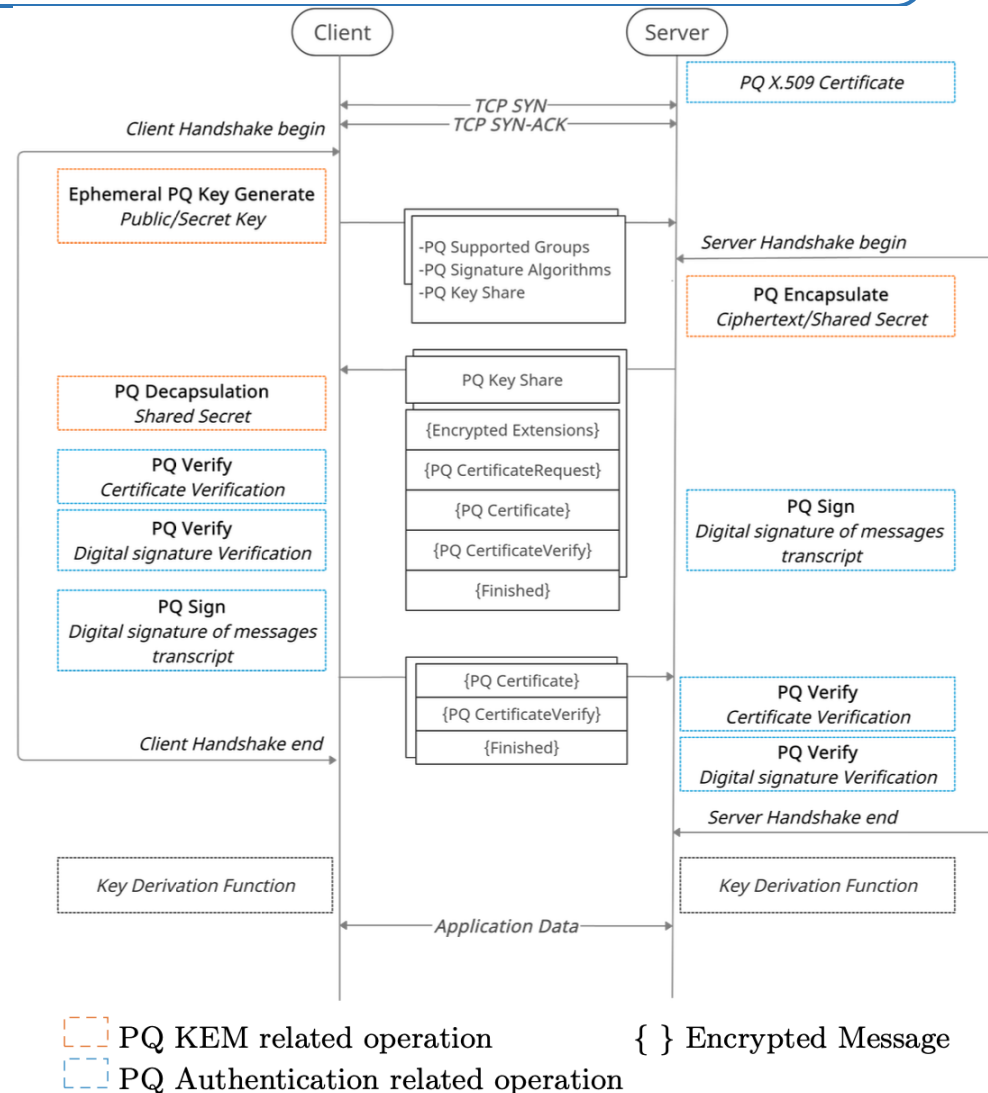 Client
Server
PQ X.509 Certificate
TCP SYN
TCP SYN-ACK
Client Handshake begin
Ephemeral PQ Key Generate
Public/Secret Key
-PQ Supported Groups
-PQ Signature Algorithms
-PQ Key Share
Server Handshake begin
PQ Encapsulate
Ciphertext/Shared Secret
PQ Key Share
{Encrypted Extensions}
{PQ CertificateRequest}
{PQ Certificate}
{PQ CertificateVerify}
{Finished}
PQ Decapsulation
Shared Secret
PQ Verify
Certificate Verification
PQ Verify
Digital signature Verification
PQ Sign
Digital signature of messages
transcript
PQ Sign
Digital signature of messages
transcript
{PQ Certificate}
{PQ CertificateVerify}
{Finished}
PQ Verify
Certificate Verification
PQ Verify
Digital signature Verification
Client Handshake end
Server Handshake end
Key Derivation Function
Key Derivation Function
Application Data
PQ KEM related operation
{ } Encrypted Message
PQ Authentication related operation